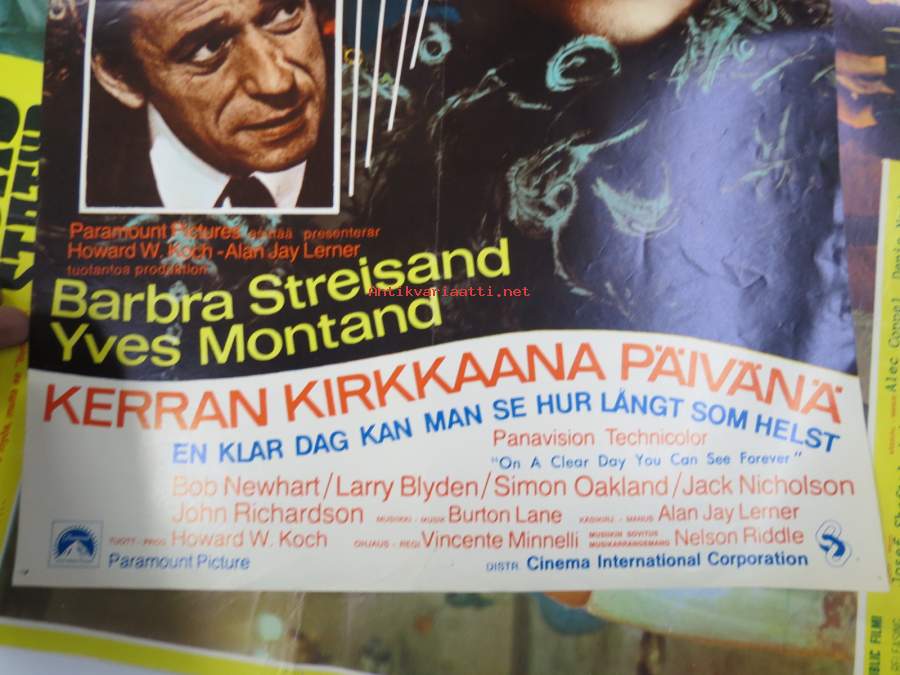 Paramount Pictures esittää presenterar
Howard W. Koch - Alan Jay Lerner
tuotantoa produktion
Barbra Streisand
Antikvariaatti.net
Yves Montand
KERRAN KIRKKAANA PÄIVÄNÄ
EN KLAR DAG KAN MAN SE HUR LÅNGT SOM HELST
Panavision Technicolor
"On A Clear Day You Can See Forever"
Bob Newhart/Larry Blyden/Simon Oakland/Jack Nicholson
John Richardson MUSIIKKI - MUSIK Burton Lane KÄSIKIRJ. - MANUS Alan Jay Lerner
TUOTT. - PROD. Howard W. Koch OHJAUS - REGI Vincente Minnelli MUSIIKIN SOVITUS MUSIKARRANGEMANG Nelson Riddle
Paramount
Paramount Picture
DISTR. Cinema International Corporation
Alec
PUBLIC FILMI
RELEASING